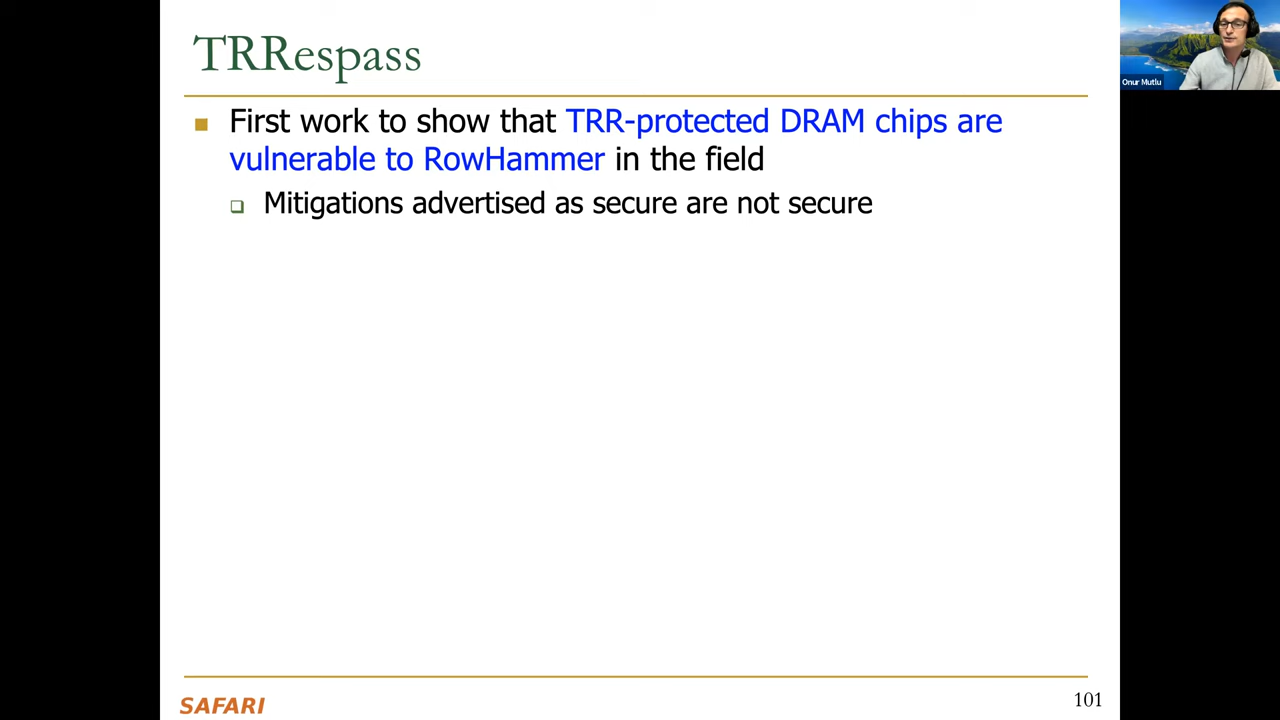 TRRespass
First work to show that TRR-protected DRAM chips are
vulnerable to RowHammer in the field
Mitigations advertised as secure are not secure
SAFARI
101
Onur Mutlu